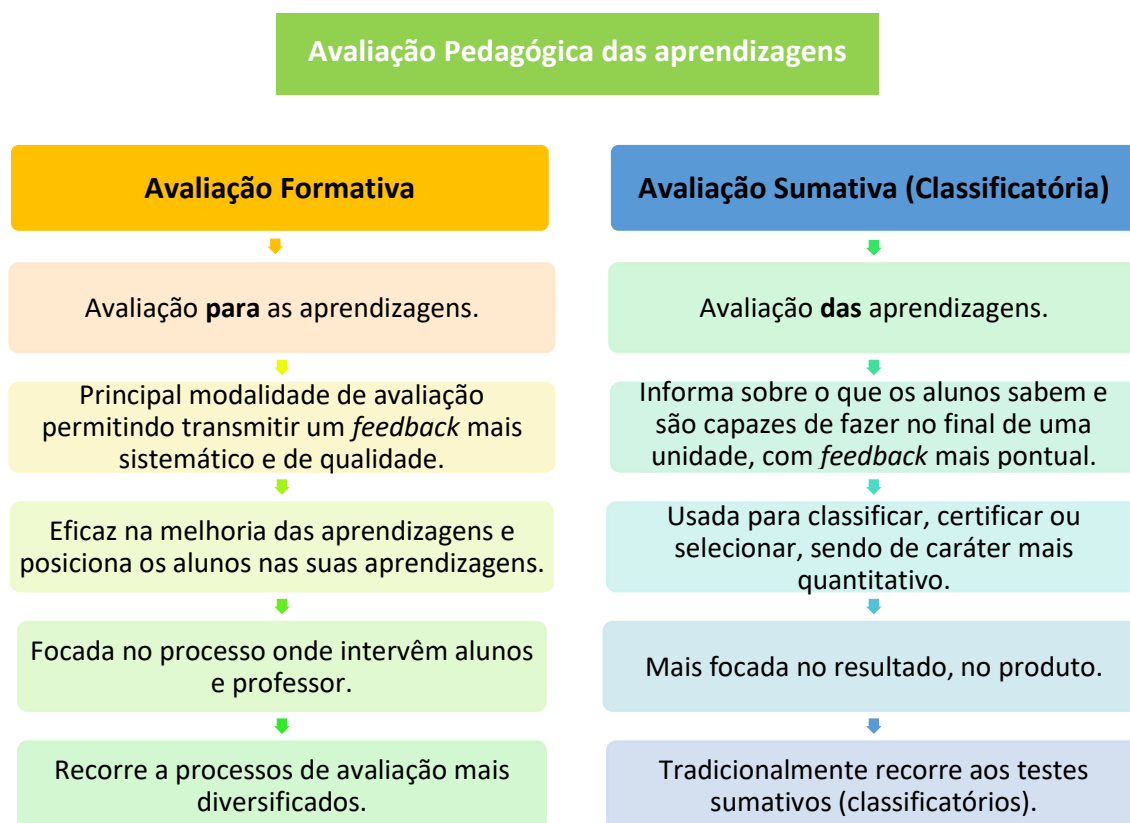 Avaliação Pedagógica das aprendizagens
Avaliação Formativa
Avaliação para as aprendizagens.
Principal modalidade de avaliação
permitindo transmitir um feedback mais
sistemático e de qualidade.
Eficaz na melhoria das aprendizagens e
posiciona os alunos nas suas aprendizagens.
Focada no processo onde intervêm alunos
e professor.
Recorre a processos de avaliação mais
diversificados.
Avaliação Sumativa (Classificatória)
Avaliação das aprendizagens.
Informa sobre o que os alunos sabem e
são capazes de fazer no final de uma
unidade, com feedback mais pontual.
Usada para classificar, certificar ou
selecionar, sendo de caráter mais
quantitativo.
Mais focada no resultado, no produto.
Tradicionalmente recorre aos testes
sumativos (classificatórios).